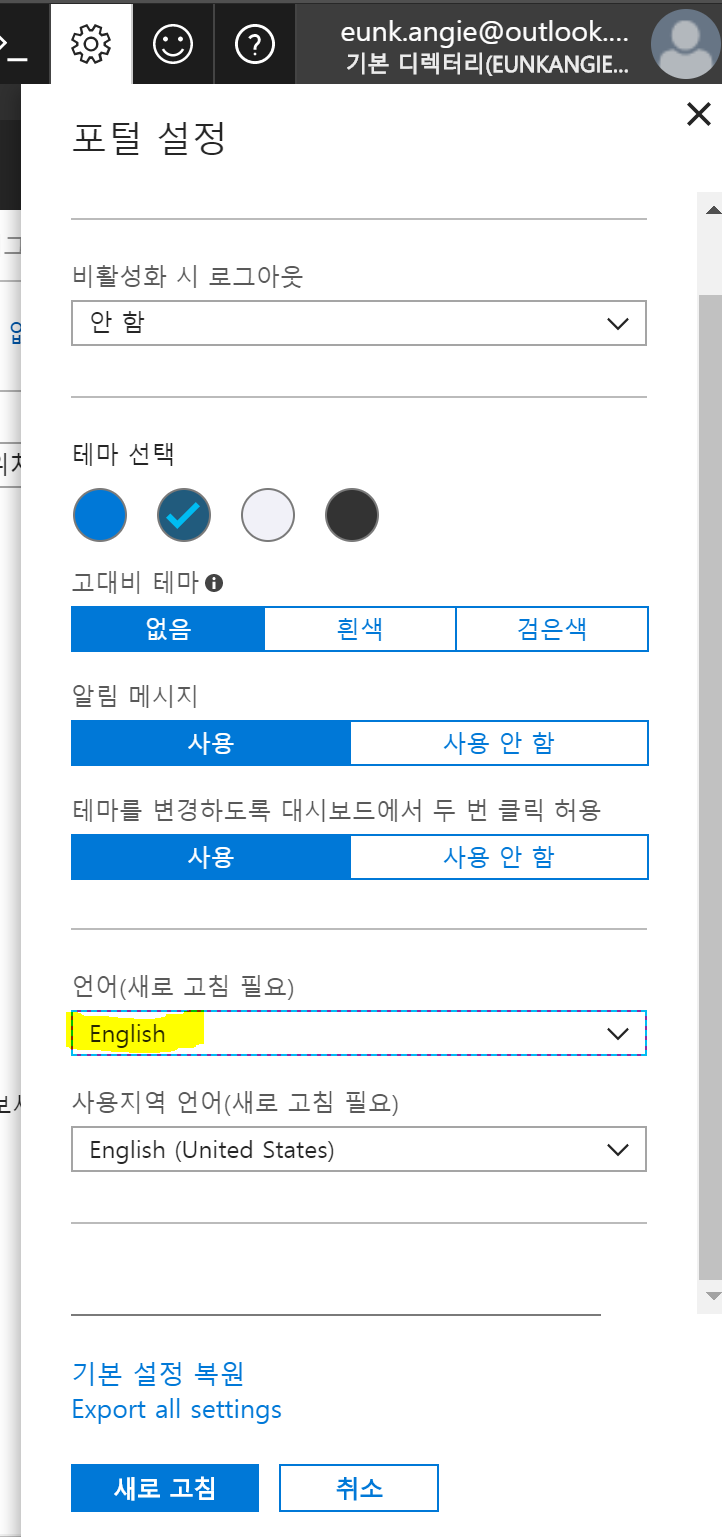 eunk.angie@outlook....
기본 디렉터리(EUNKANGIE...
포털 설정
비활성화 시 로그아웃
안 함
테마 선택
고대비 테마
없음 흰색 검은색
알림 메시지
사용 사용 안 함
테마를 변경하도록 대시보드에서 두 번 클릭 허용
사용 사용 안 함
언어(새로 고침 필요)
English
사용지역 언어(새로 고침 필요)
English (United States)
기본 설정 복원
Export all settings
새로 고침 취소